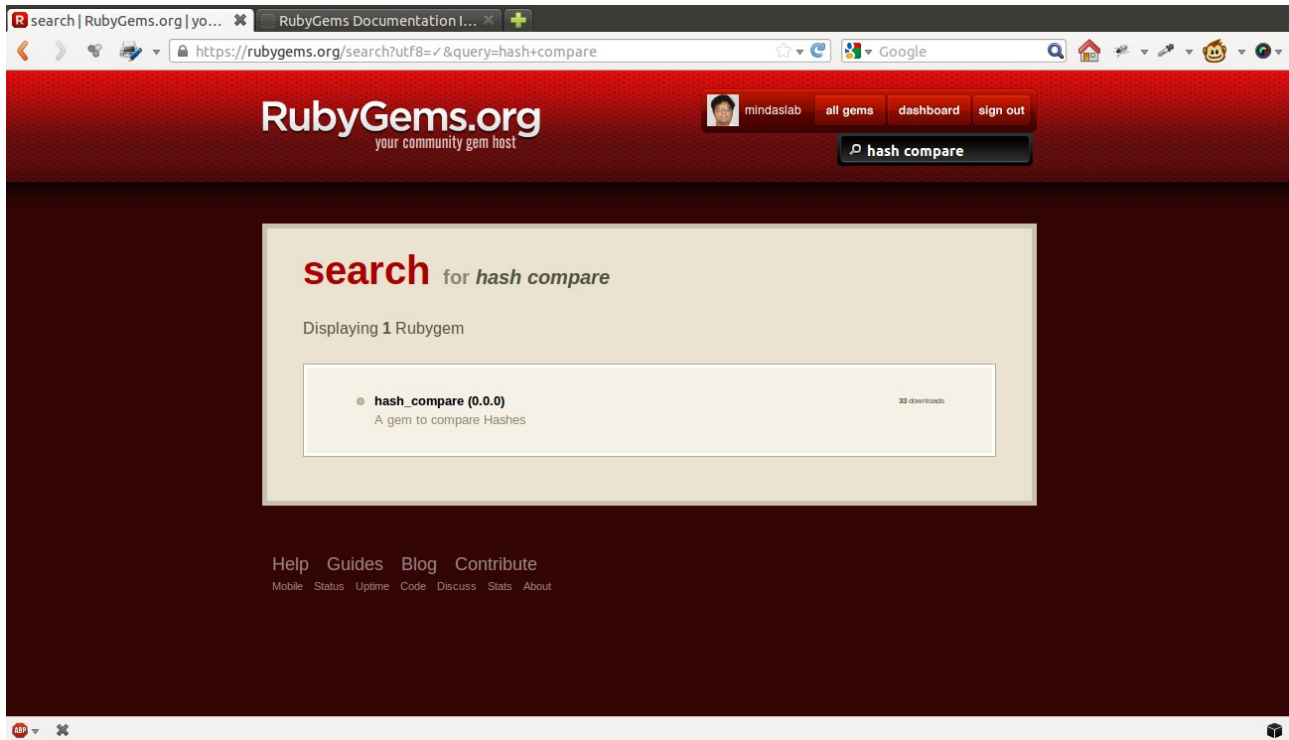 search | RubyGems.org | yo...
RubyGems Documentation I...
https://rubygems.org/search?utf8=✓&query=hash+compare
Google
RubyGems.org
your community gem host
mindaslab
all gems
dashboard
sign out
hash compare
search for hash compare
Displaying 1 Rubygem
hash_compare (0.0.0)
33 downloads
A gem to compare Hashes
Help Guides Blog Contribute
Mobile Status Uptime Code Discuss Stats About
ABP